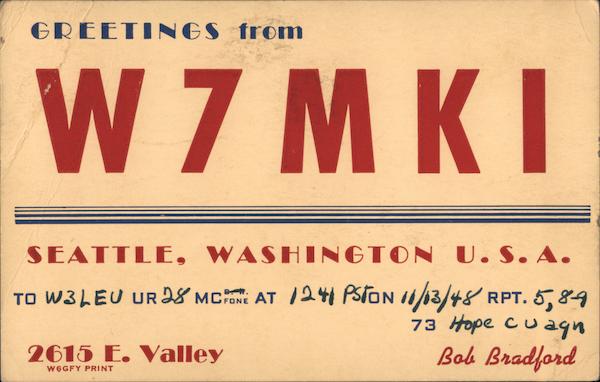 GREETINGS from
W7MKI
SEATTLE, WASHINGTON U.S.A.
TO W3LEU UR 28 MC FONE AT 1241 PST ON 11/13/48 RPT. 5,8-9
73 Hope C U agn
2615 E. Valley
W6GFY PRINT
Bob Bradford